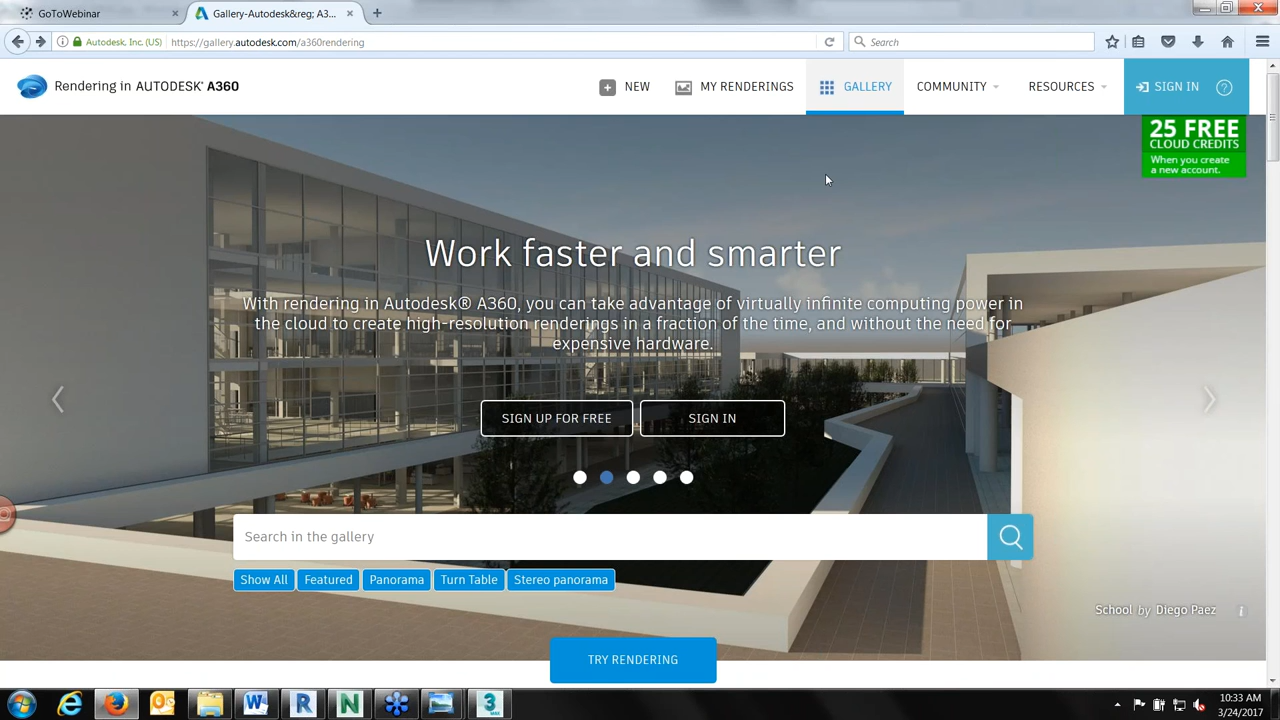 GoToWebinar
Gallery-Autodesk&reg; A3...
Autodesk, Inc. (US)
https://gallery.autodesk.com/a360rendering
Search
Rendering in AUTODESK® A360
NEW
MY RENDERINGS
GALLERY
COMMUNITY
RESOURCES
SIGN IN
25 FREE
CLOUD CREDITS
When you create
a new account.
Work faster and smarter
With rendering in Autodesk® A360, you can take advantage of virtually infinite computing power in
the cloud to create high-resolution renderings in a fraction of the time, and without the need for
expensive hardware.
SIGN UP FOR FREE
SIGN IN
Search in the gallery
Show All
Featured
Panorama
Turn Table
Stereo panorama
School by Diego Paez
TRY RENDERING
10:33 AM
3/24/2017